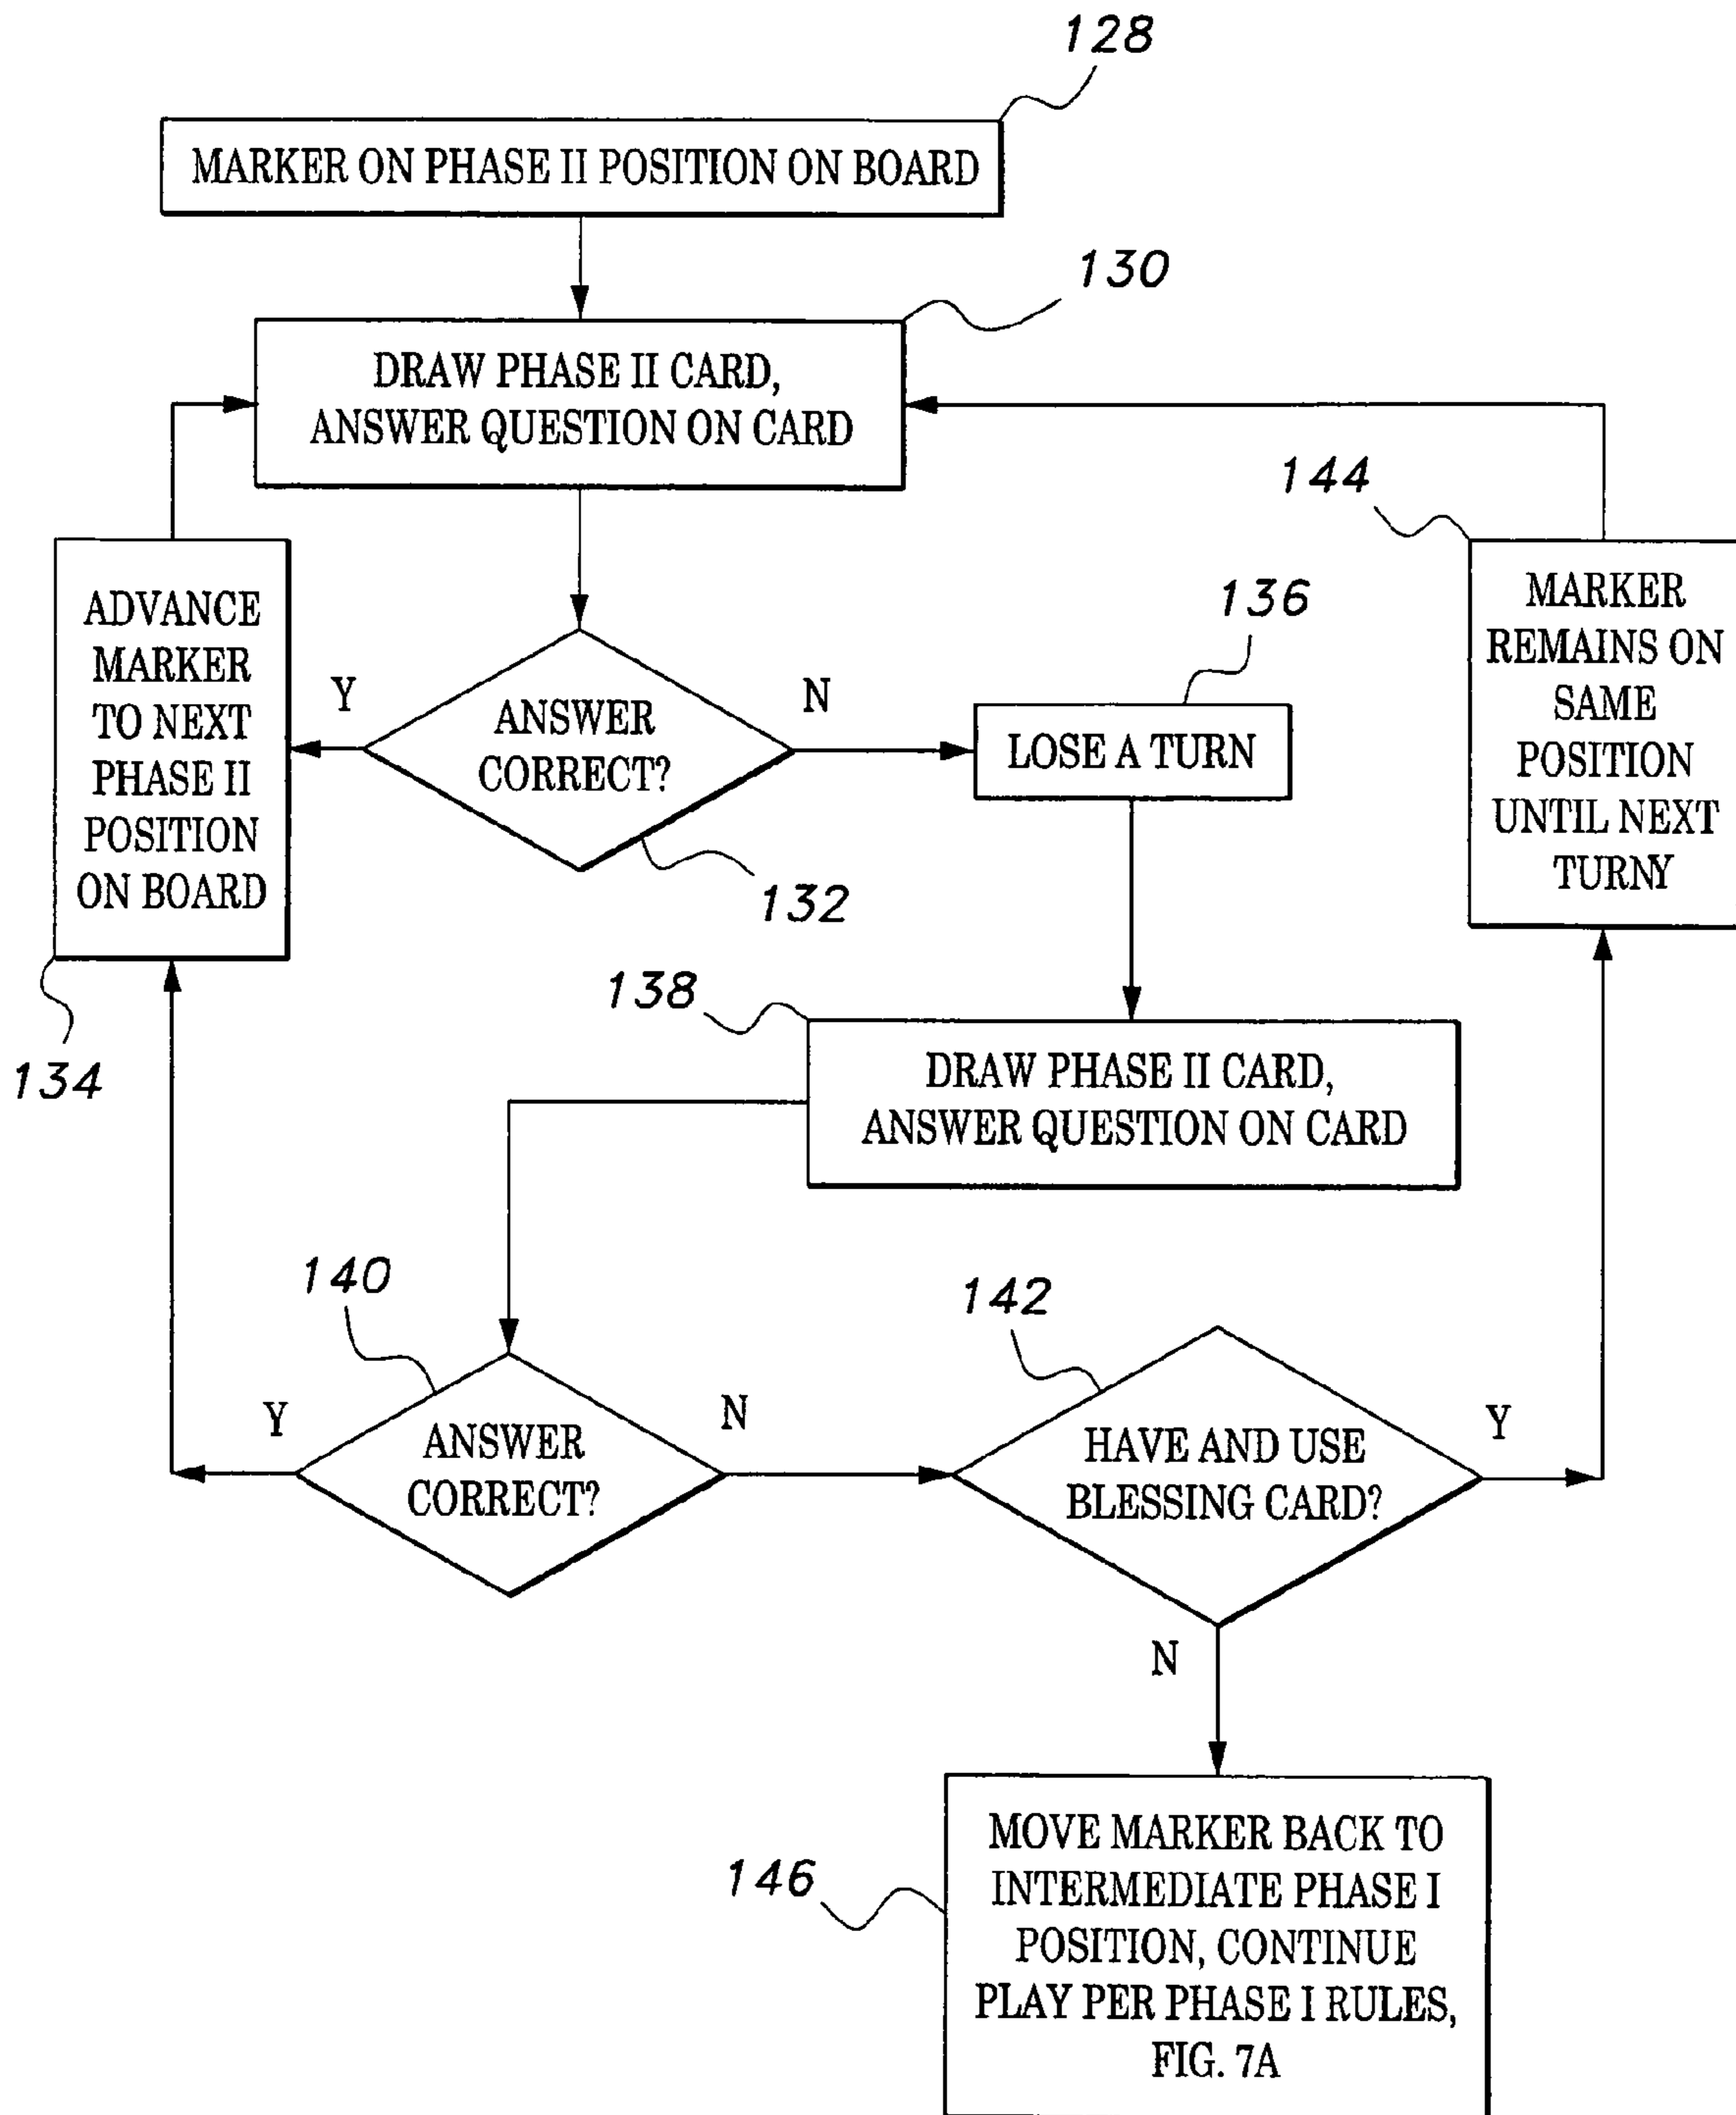 128
MARKER ON PHASE II POSITION ON BOARD
130
DRAW PHASE II CARD,
ANSWER QUESTION ON CARD
144
MARKER
REMAINS ON
SAME
POSITION
UNTIL NEXT
TURNY
136
ADVANCE
MARKER
TO NEXT
PHASE II
POSITION
ON BOARD
134
Y
ANSWER
CORRECT?
N
132
LOSE A TURN
138
DRAW PHASE II CARD,
ANSWER QUESTION ON CARD
140
Y
ANSWER
CORRECT?
N
142
HAVE AND USE
BLESSING CARD?
Y
N
146
MOVE MARKER BACK TO
INTERMEDIATE PHASE I
POSITION, CONTINUE
PLAY PER PHASE I RULES,
FIG. 7A